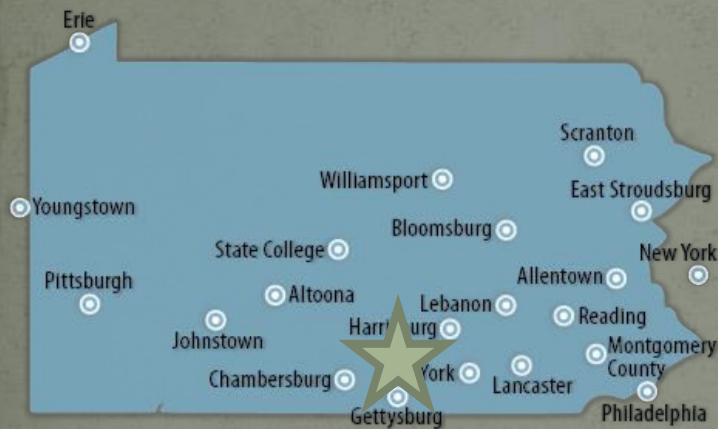 Erie
Scranton
Williamsport
East Stroudsburg
Youngstown
Bloomsburg
State College
New York
Pittsburgh
Allentown
Altoona
Lebanon
Reading
Harrisburg
Johnstown
Montgomery
County
Chambersburg
York
Lancaster
Gettysburg
Philadelphia